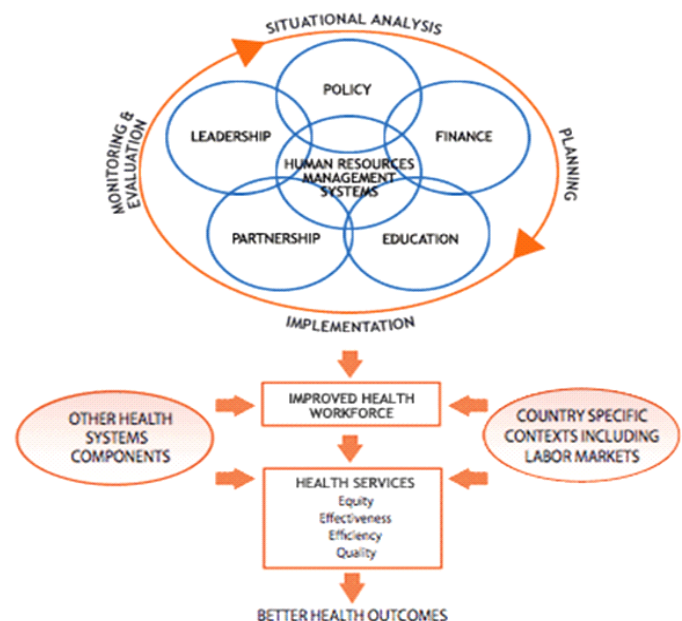 SITUATIONAL ANALYSIS
POLICY
LEADERSHIP
FINANCE
MONITORING &
EVALUATION
HUMAN RESOURCES
MANAGEMENT
SYSTEMS
PLANNING
PARTNERSHIP
EDUCATION
IMPLEMENTATION
IMPROVED HEALTH
WORKFORCE
OTHER HEALTH
SYSTEMS
COMPONENTS
COUNTRY SPECIFIC
CONTEXTS INCLUDING
LABOR MARKETS
HEALTH SERVICES
Equity
Effectiveness
Efficiency
Quality
BETTER HEALTH OUTCOMES